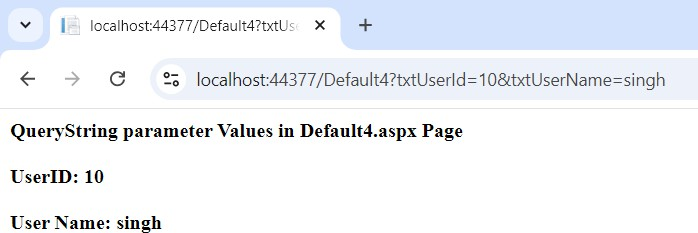 localhost:44377/Default4?txtUs
localhost:44377/Default4?txtUserId=10&txtUserName=singh
QueryString parameter Values in Default4.aspx Page
UserID: 10
User Name: singh